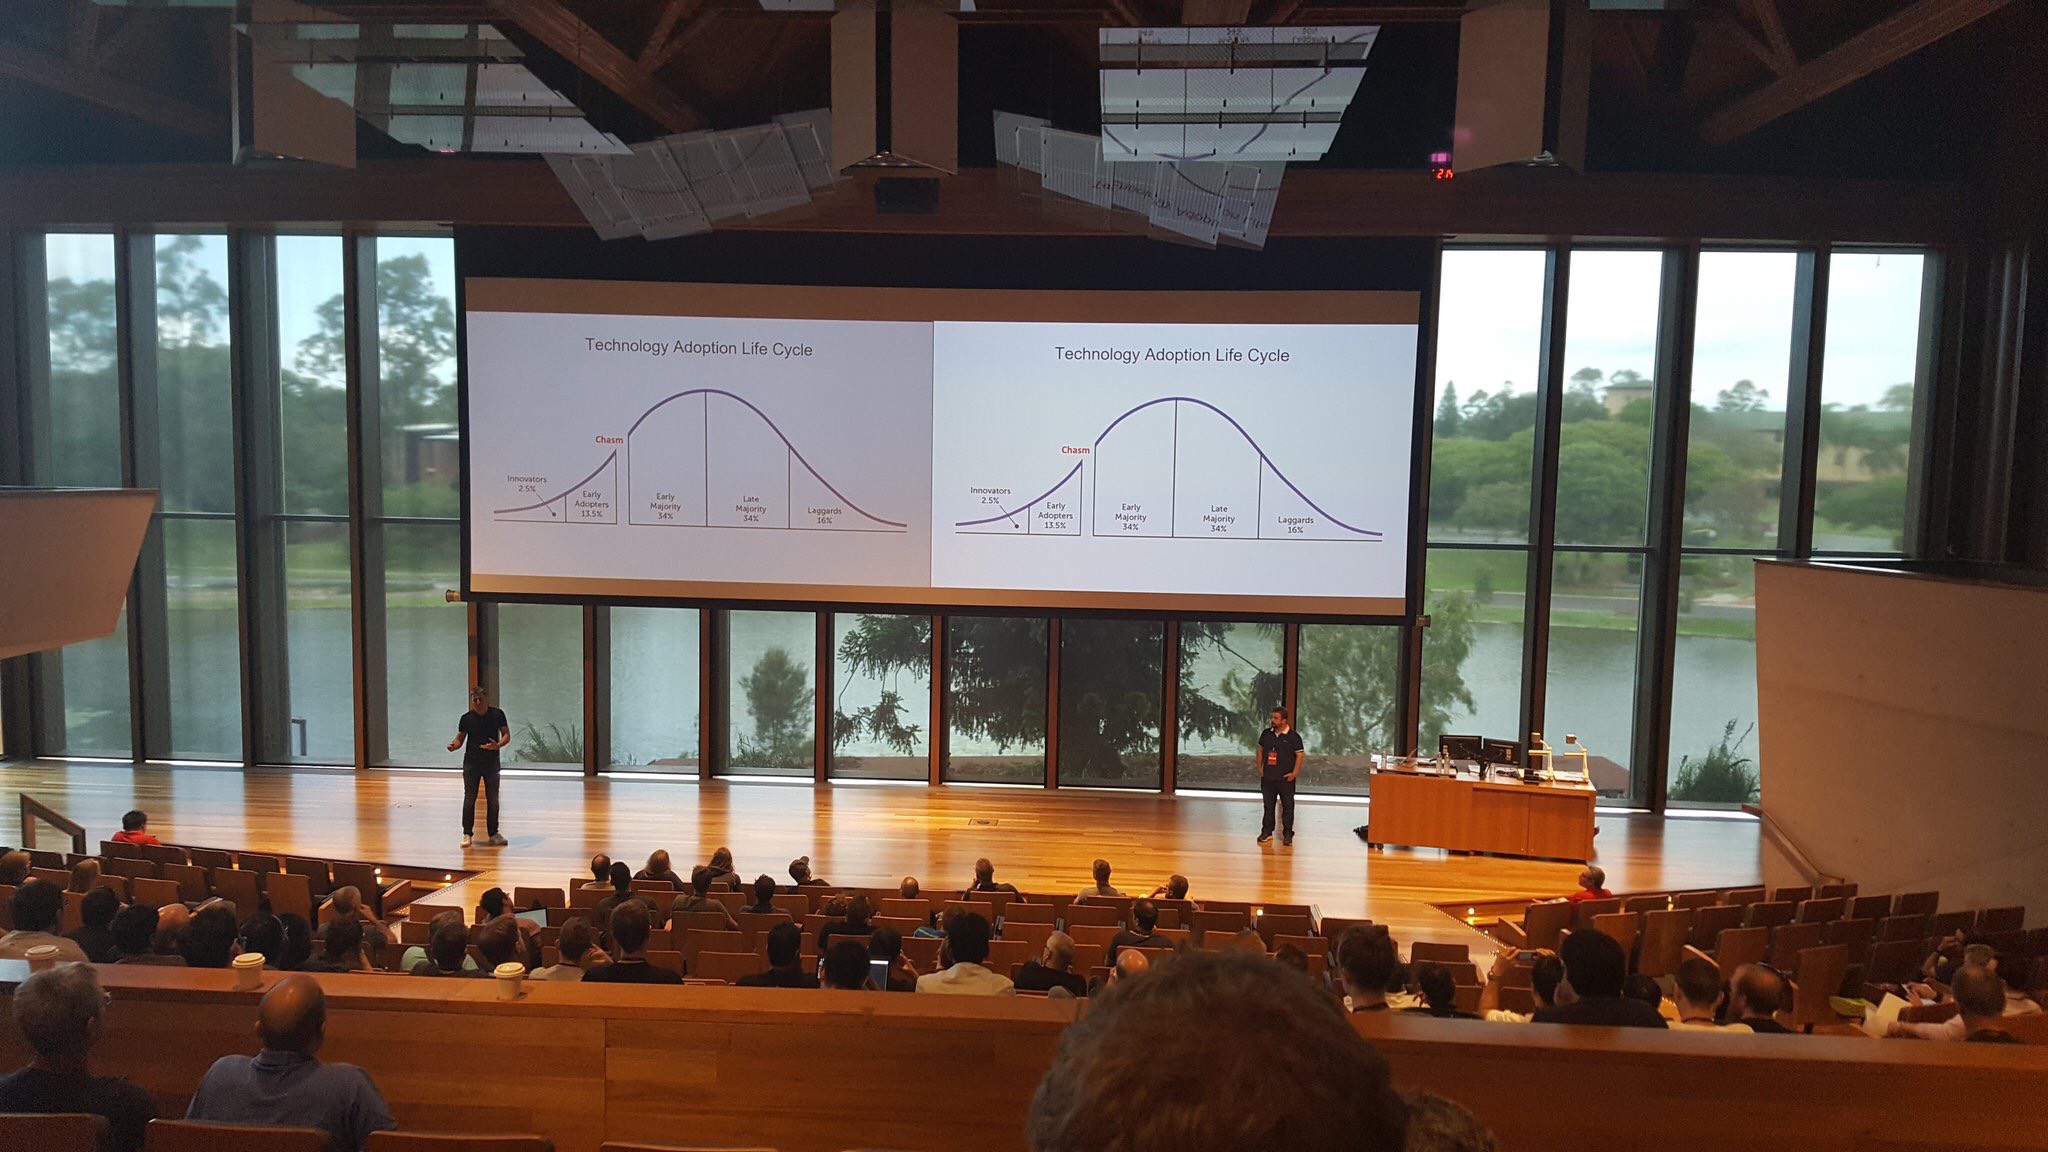 Technology Adoption Life Cycle
Chasm
Innovators
2.5%
Early
Adopters
13.5%
Early
Majority
34%
Late
Majority
34%
Laggards
16%
Technology Adoption Life Cycle
Chasm
Innovators
2.5%
Early
Adopters
13.5%
Early
Majority
34%
Late
Majority
34%
Laggards
16%